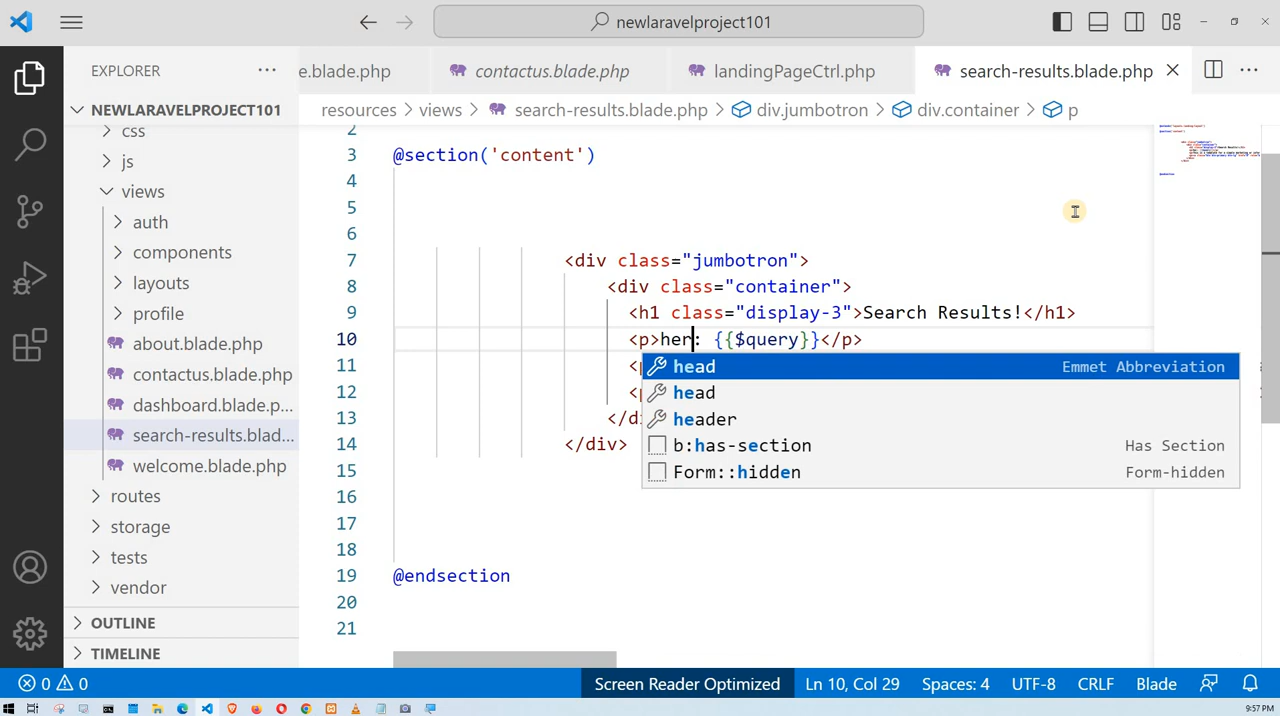 newlaravelproject101
EXPLORER
e.blade.php
contactus.blade.php
landingPageCtrl.php
search-results.blade.php
NEWLARAVELPROJECT101
resources > views > search-results.blade.php > div.jumbotron > div.container > p
css
js
views
auth
components
layouts
profile
about.blade.php
contactus.blade.php
dashboard.blade.p...
search-results.blad...
welcome.blade.php
routes
storage
tests
vendor
OUTLINE
TIMELINE
2
3 @section('content')
4
5
6
7 <div class="jumbotron">
8 <div class="container">
9 <h1 class="display-3">Search Results!</h1>
10 <p>her: {{$query}}</p>
11 <p
12 <p
13 </di
14 </div>
15
16
17
18
19 @endsection
20
21
head Emmet Abbreviation
head
header
b:has-section Has Section
Form::hidden Form-hidden
0 0
Screen Reader Optimized
Ln 10, Col 29
Spaces: 4
UTF-8
CRLF
Blade
9:57 PM